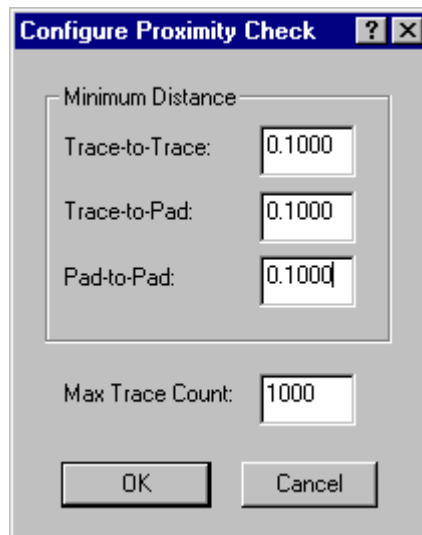 Configure Proximity Check
Minimum Distance
Trace-to-Trace: 0.1000
Trace-to-Pad: 0.1000
Pad-to-Pad: 0.1000
Max Trace Count: 1000
OK Cancel